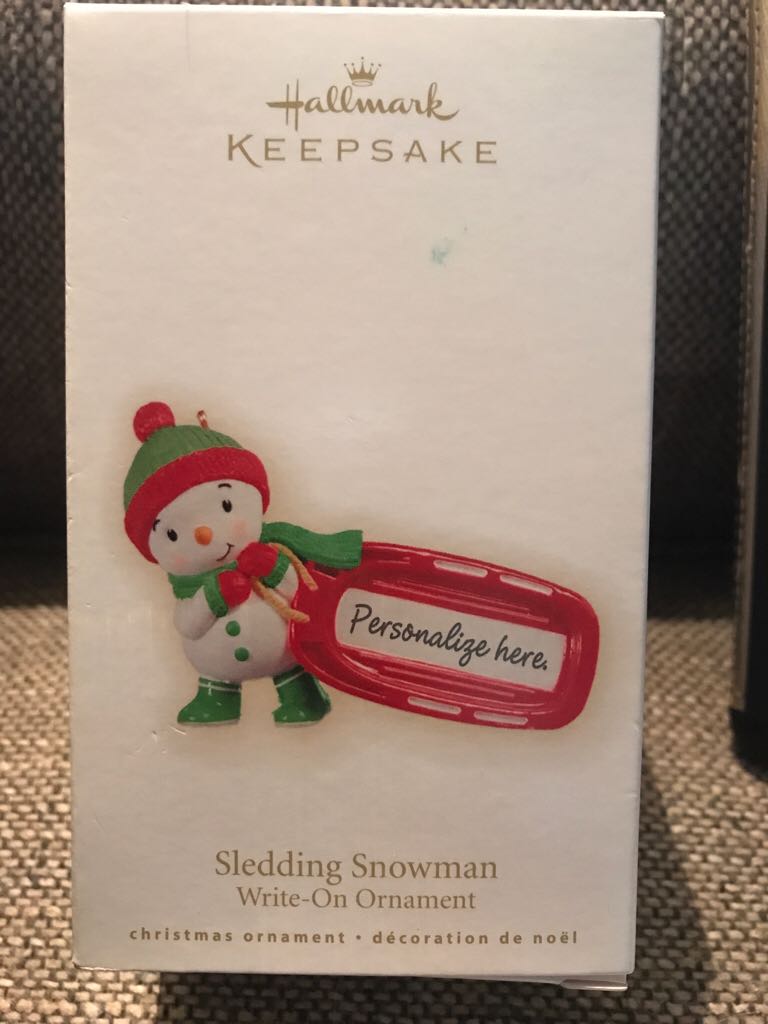 Hallmark
KEEPSAKE
Personalize here.
Sledding Snowman
Write-On Ornament
christmas ornament • décoration de noël